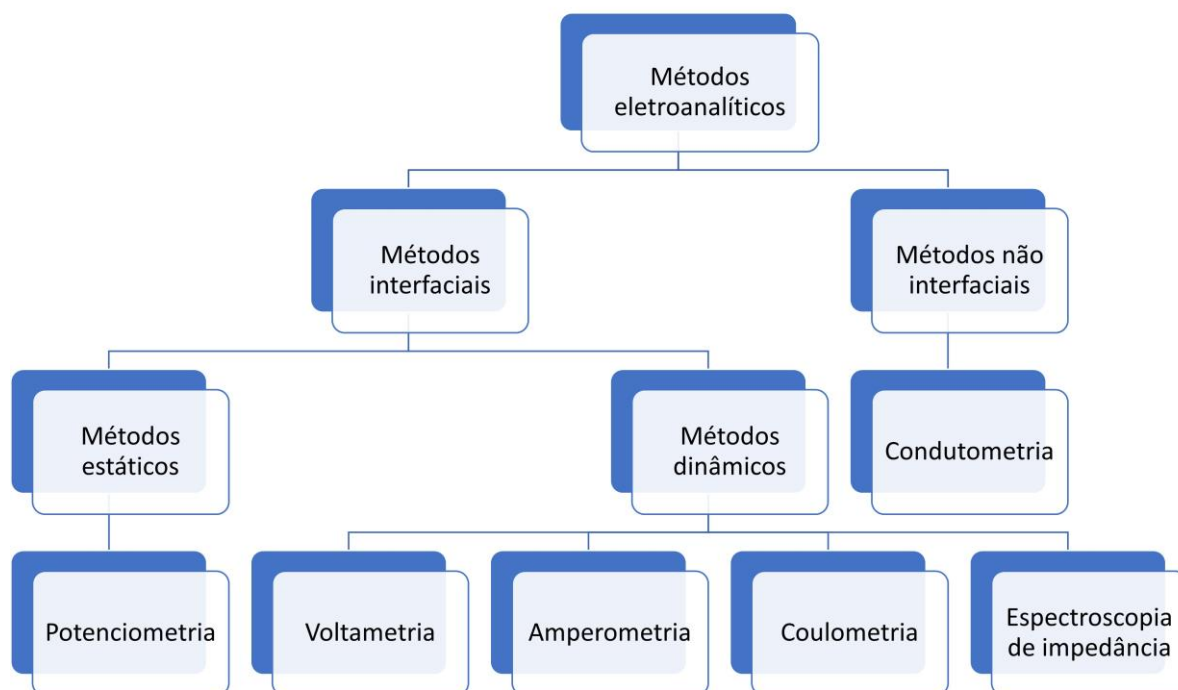 Métodos
eletroanalíticos
Métodos
interfaciais
Métodos não
interfaciais
Métodos
estáticos
Métodos
dinâmicos
Condutometria
Potenciometria
Voltametria
Amperometria
Coulometria
Espectroscopia
de impedância